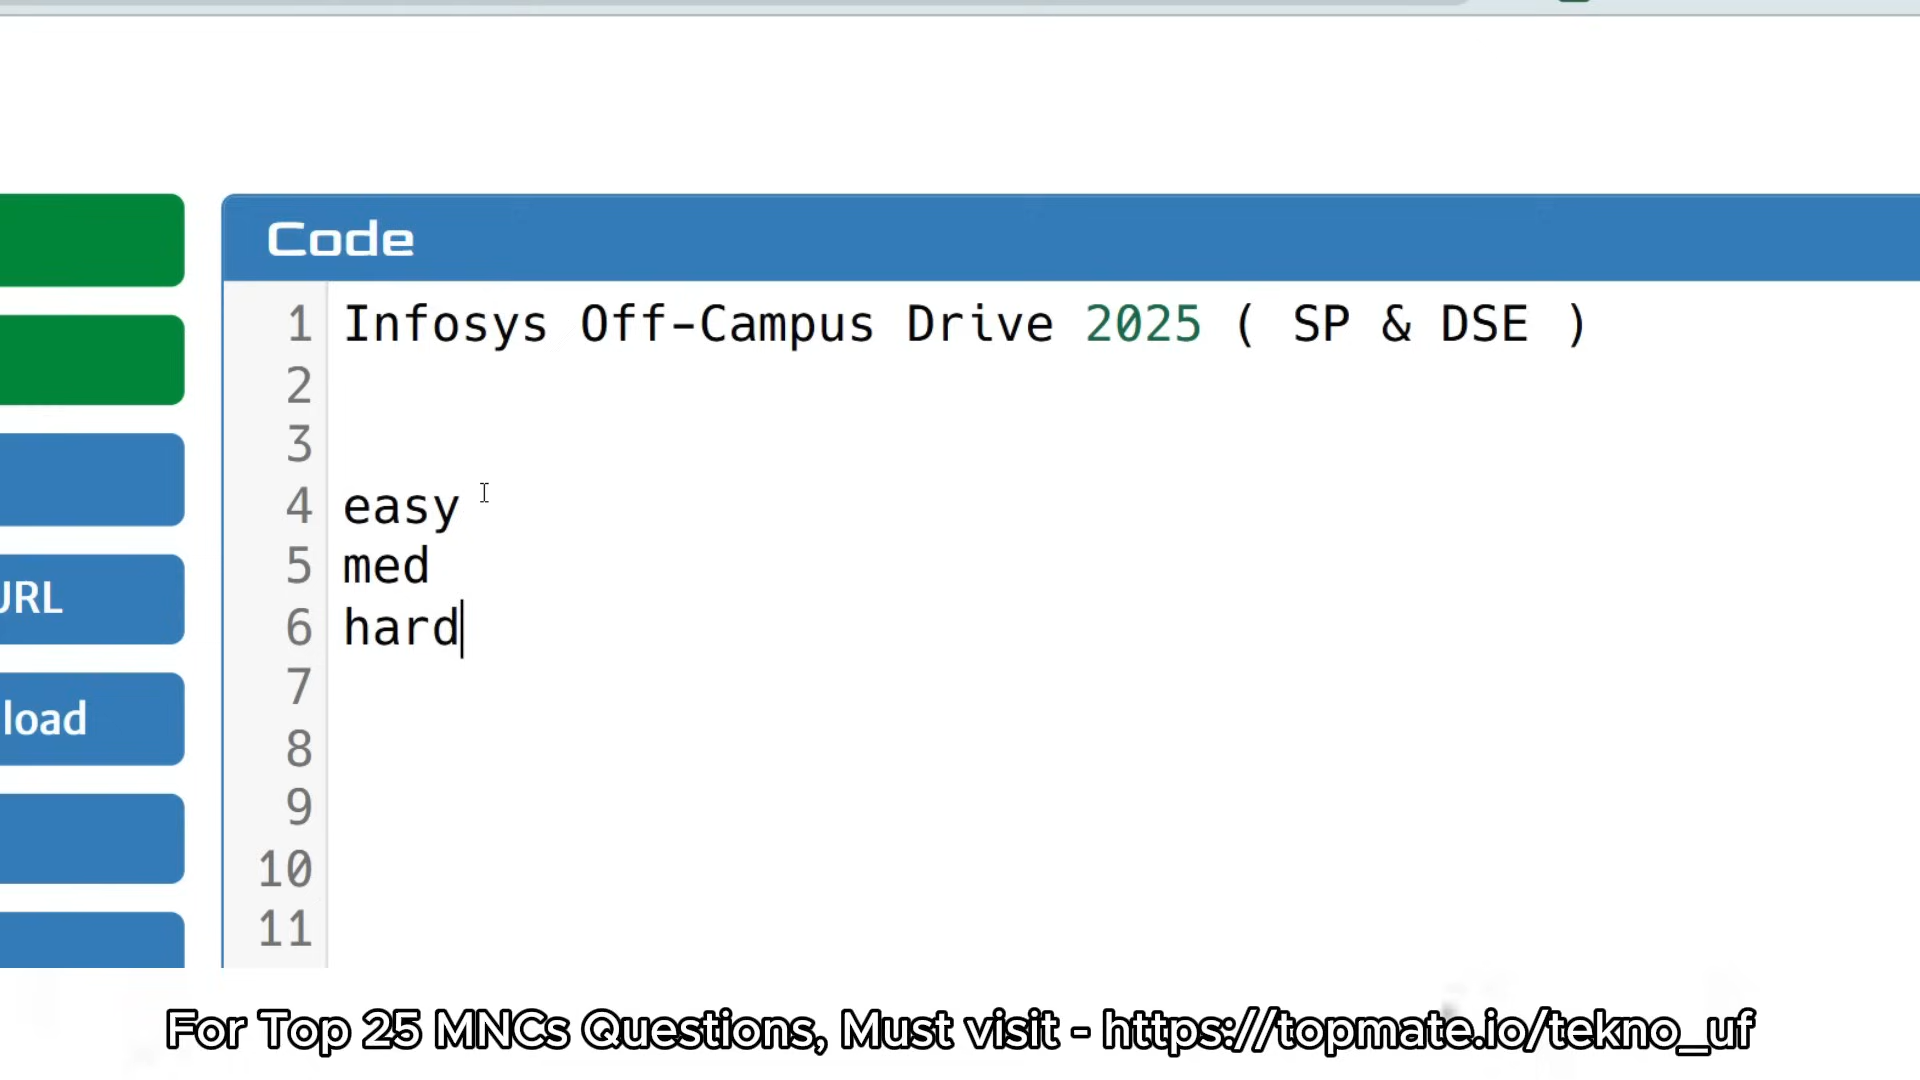 Code
1 Infosys Off-Campus Drive 2025 ( SP & DSE )
2
3
4 easy
5 med
URL
6 hard
7
load
8
9
10
11
For Top 25 MNCs Questions, Must visit - https://topmate.io/tekno_uf